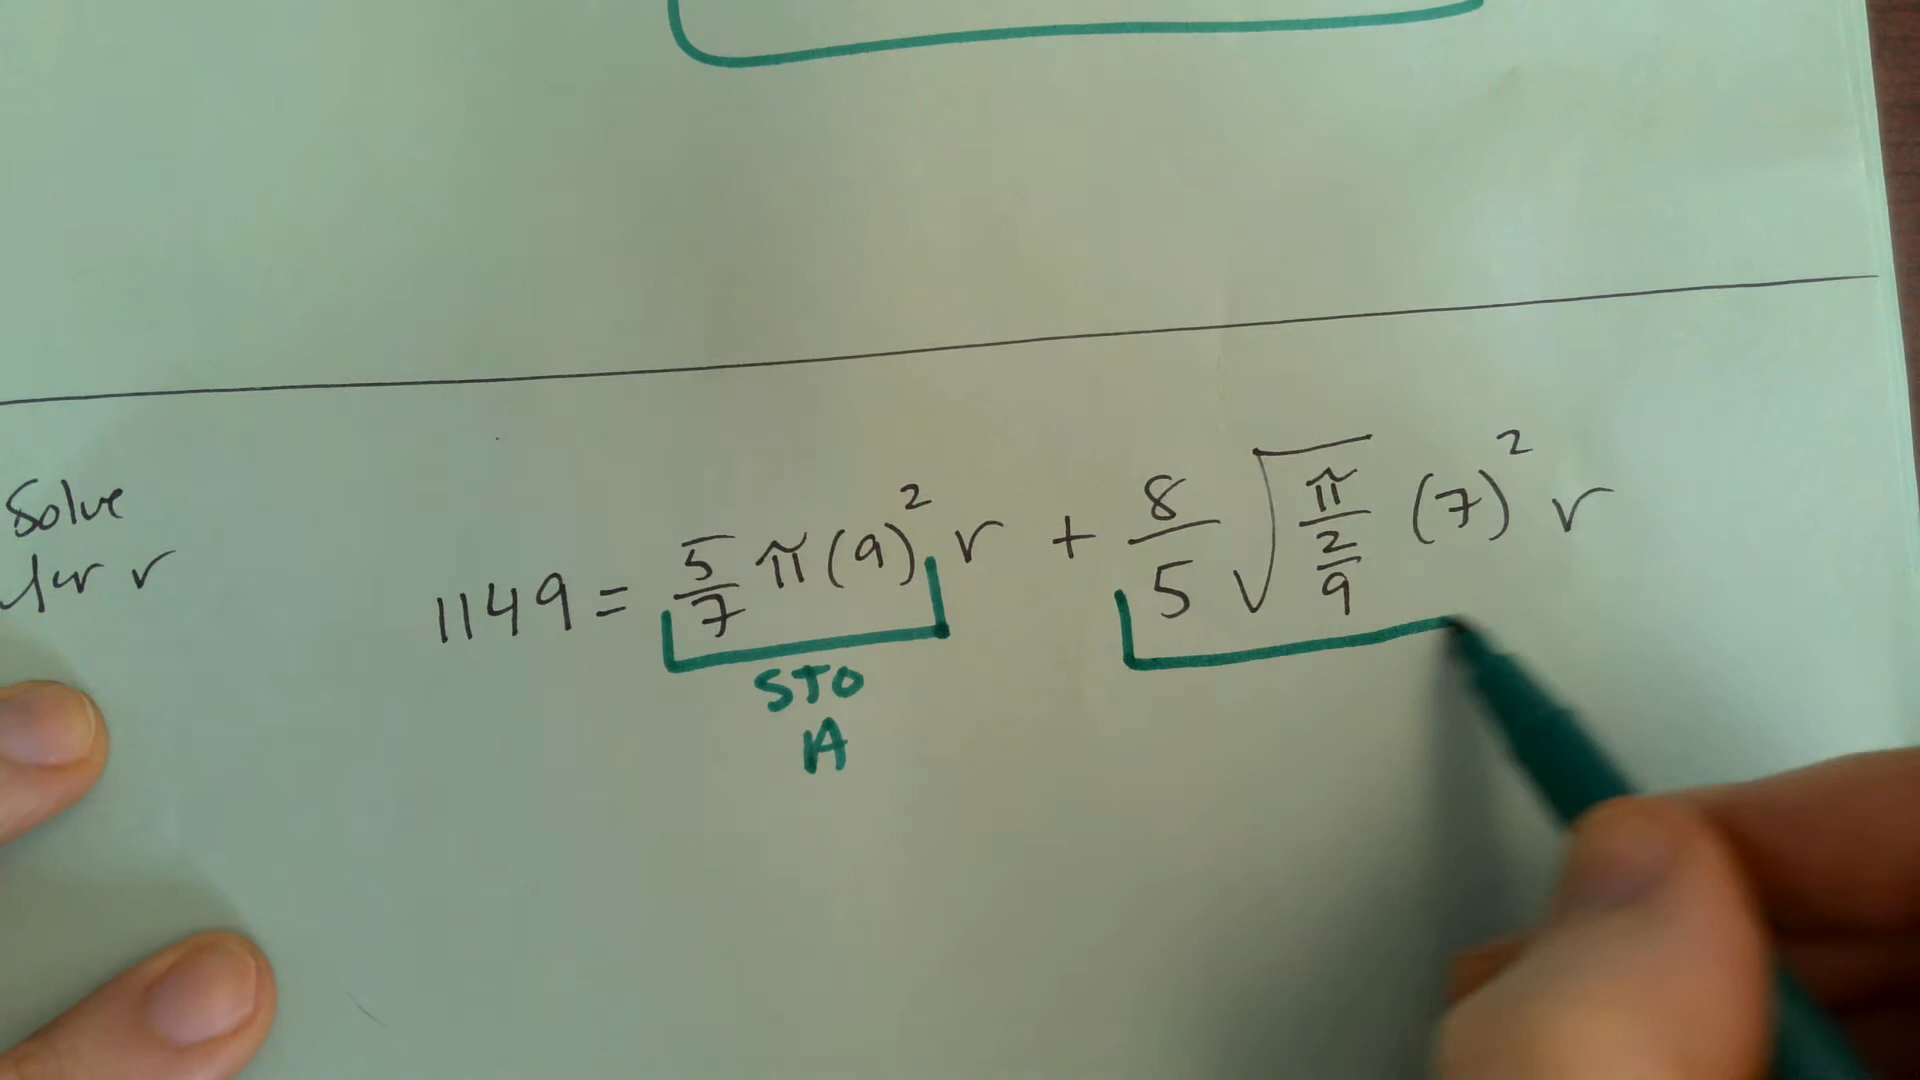 Solve
for r
1149 = 5/7 π(9)² r + 8/5 √(π/(2/9)) (7)² r
STO
A